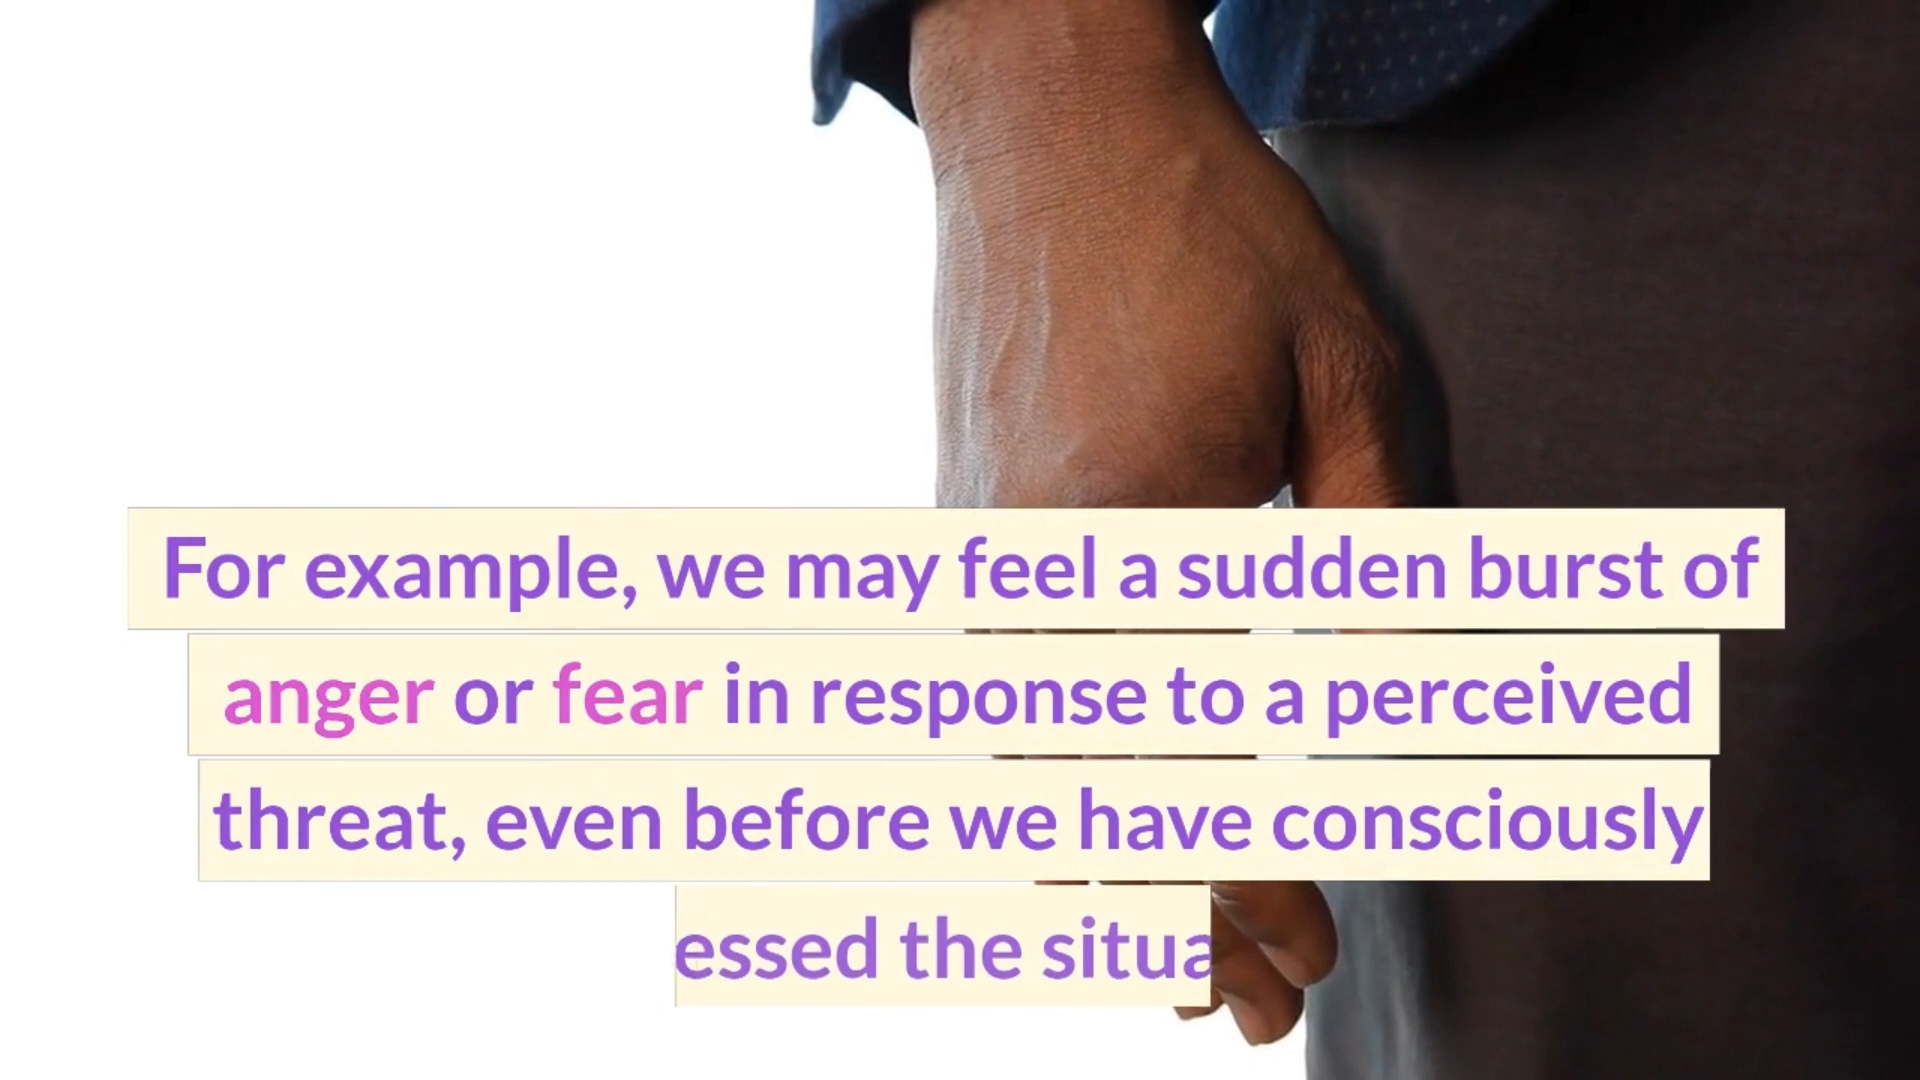 For example, we may feel a sudden burst of
anger or fear in response to a perceived
threat, even before we have consciously
essed the situa